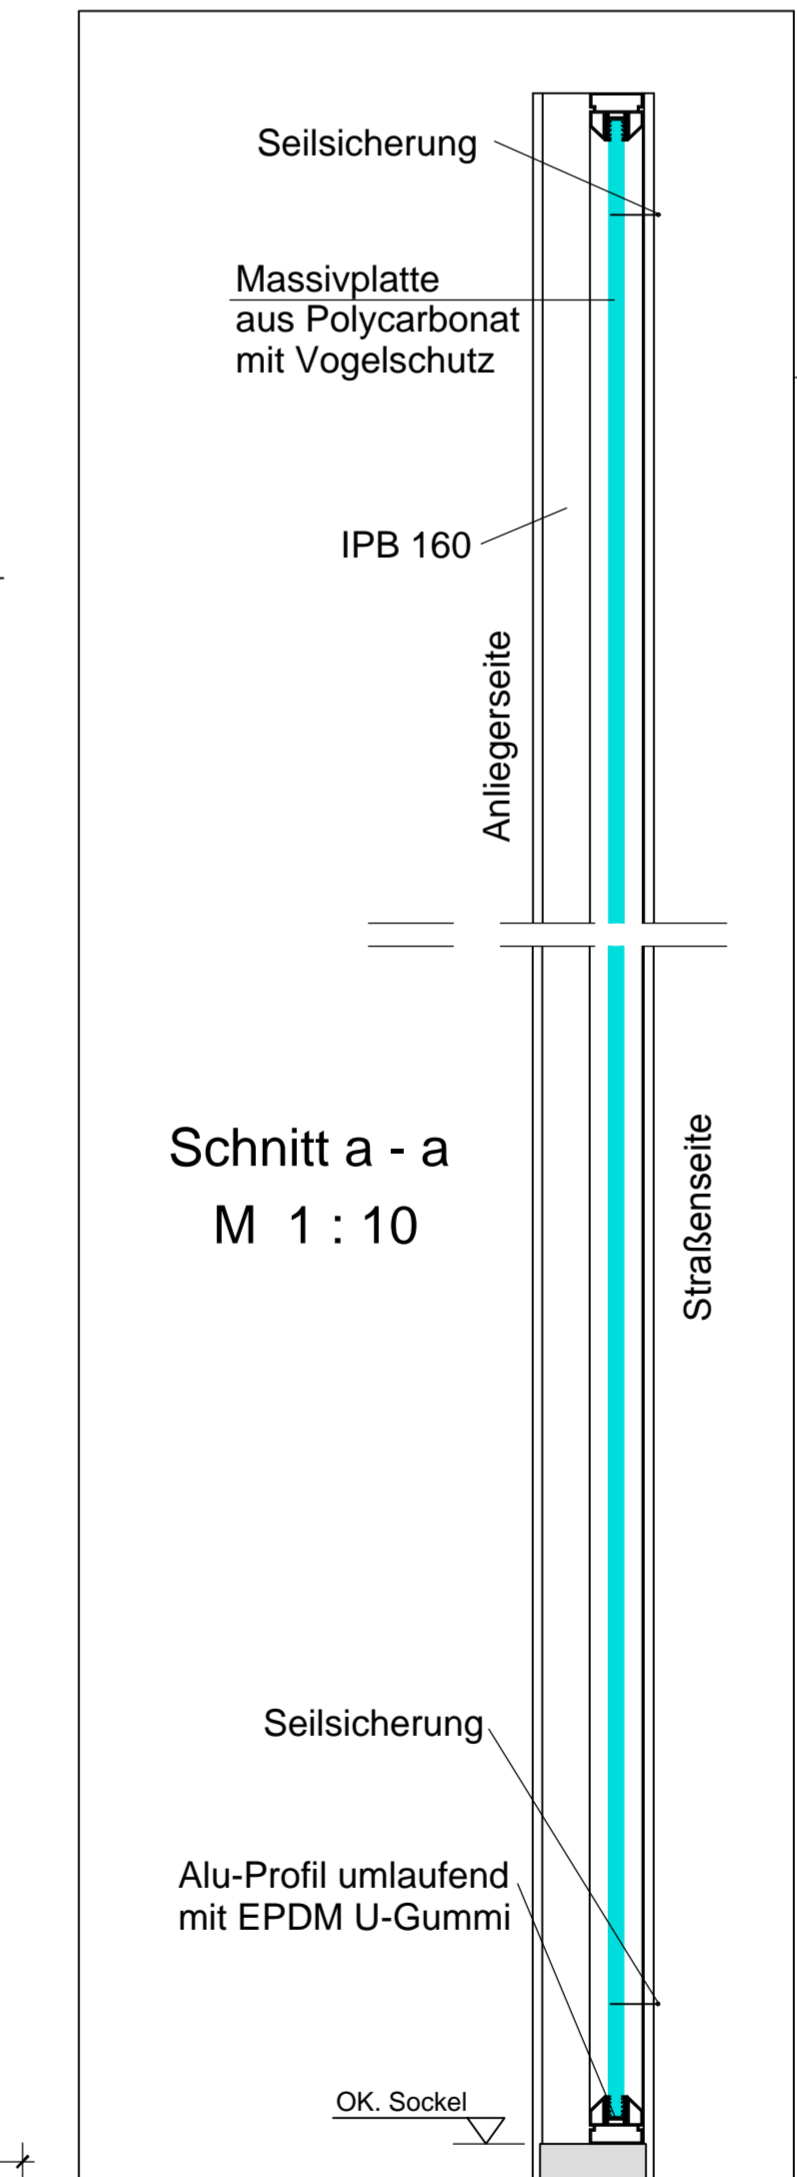 Seilsicherung
Massivplatte
aus Polycarbonat
mit Vogelschutz
IPB 160
Anliegerseite
Schnitt a - a
M 1 : 10
Straßenseite
Seilsicherung
Alu-Profil umlaufend
mit EPDM U-Gummi
OK. Sockel